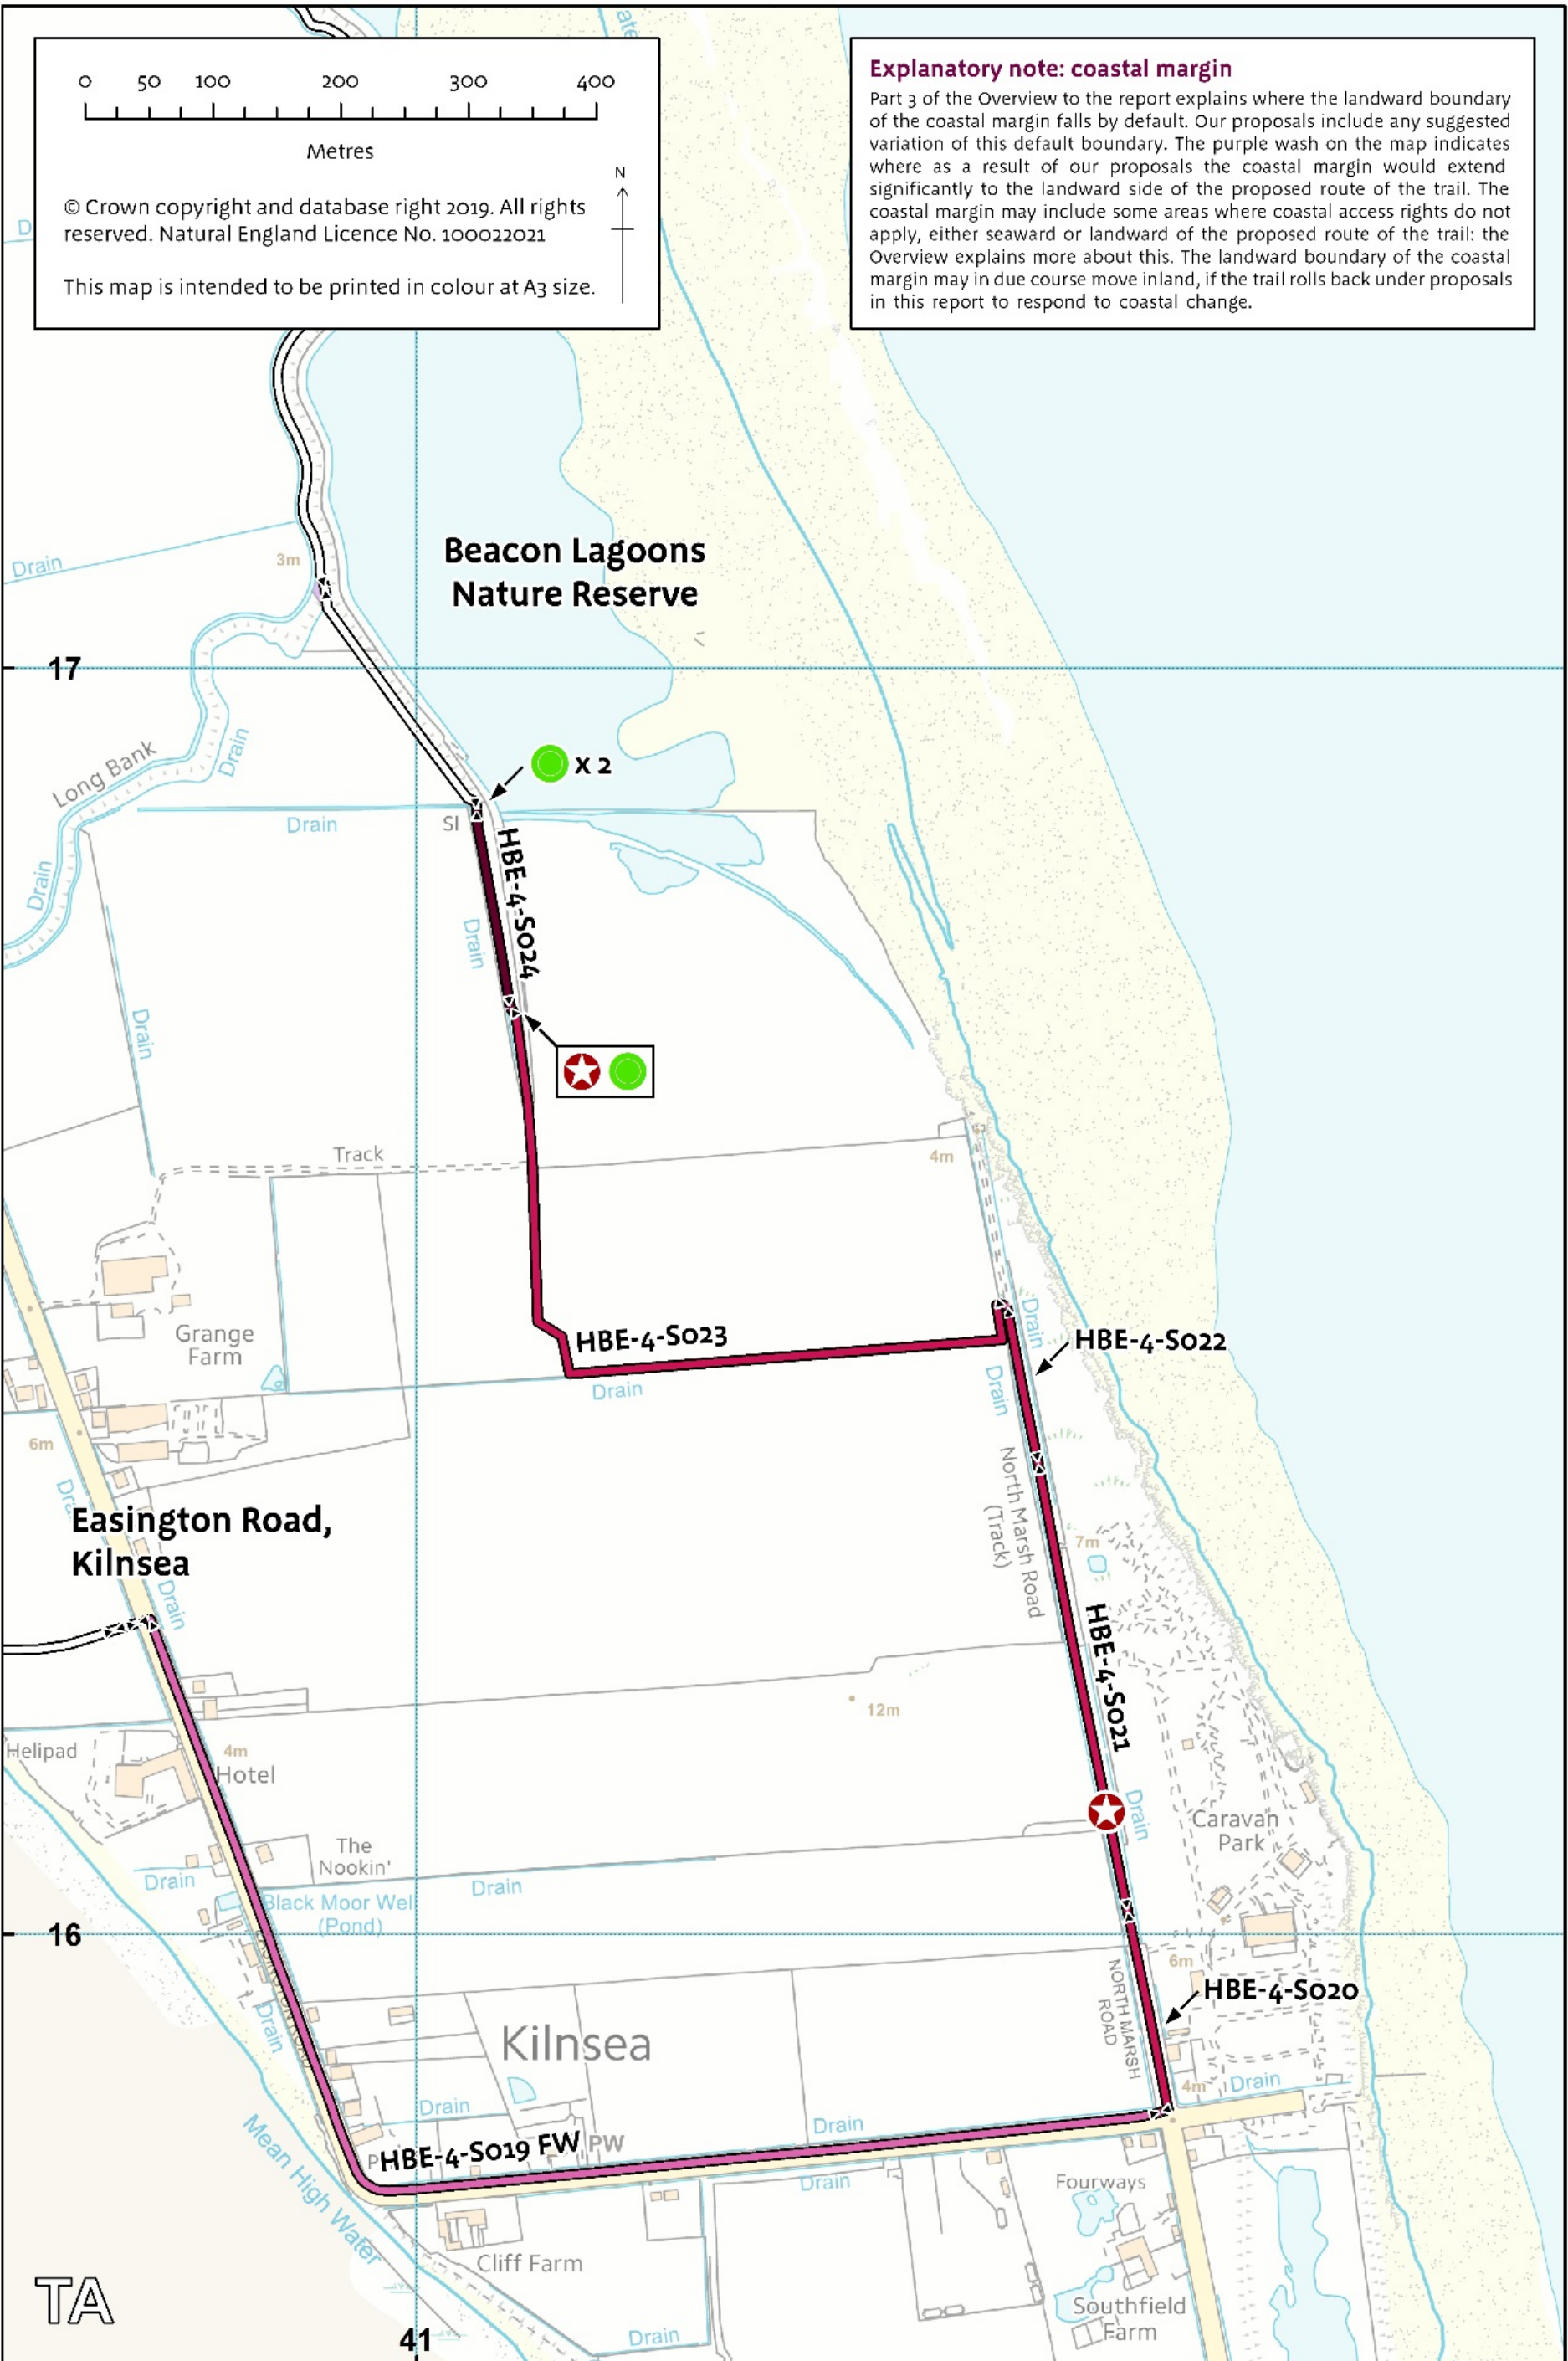 ate
0 50 100 200 300 400
Metres
N
© Crown copyright and database right 2019. All rights
reserved. Natural England Licence No. 100022021
This map is intended to be printed in colour at A3 size.
Explanatory note: coastal margin
Part 3 of the Overview to the report explains where the landward boundary
of the coastal margin falls by default. Our proposals include any suggested
variation of this default boundary. The purple wash on the map indicates
where as a result of our proposals the coastal margin would extend
significantly to the landward side of the proposed route of the trail. The
coastal margin may include some areas where coastal access rights do not
apply, either seaward or landward of the proposed route of the trail: the
Overview explains more about this. The landward boundary of the coastal
margin may in due course move inland, if the trail rolls back under proposals
in this report to respond to coastal change.
D
Beacon Lagoons
Nature Reserve
Drain
3m
17
Long Bank
Drain
X 2
Drain
Sl
Drain
HBE-4-S024
Drain
Drain
Track
4m
Grange
Farm
HBE-4-S023
Drain
HBE-4-S022
Drain
Drain
6m
Dra
North Marsh Road
(Track)
Easington Road,
Kilnsea
Drain
7m
HBE-4-S021
12m
Helipad
4m
Hotel
Drain
Caravan
Park
The
Nookin'
Drain
Black Moor Wel
(Pond)
Drain
16
EASINGTON ROAD
Drain
6m
NORTH MARSH
ROAD
HBE-4-S020
Kilnsea
4m
Drain
Drain
Drain
P
HBE-4-S019 FW
PW
Drain
Mean High Water
Fourways
Cliff Farm
Southfield
Farm
TA
41
Drain